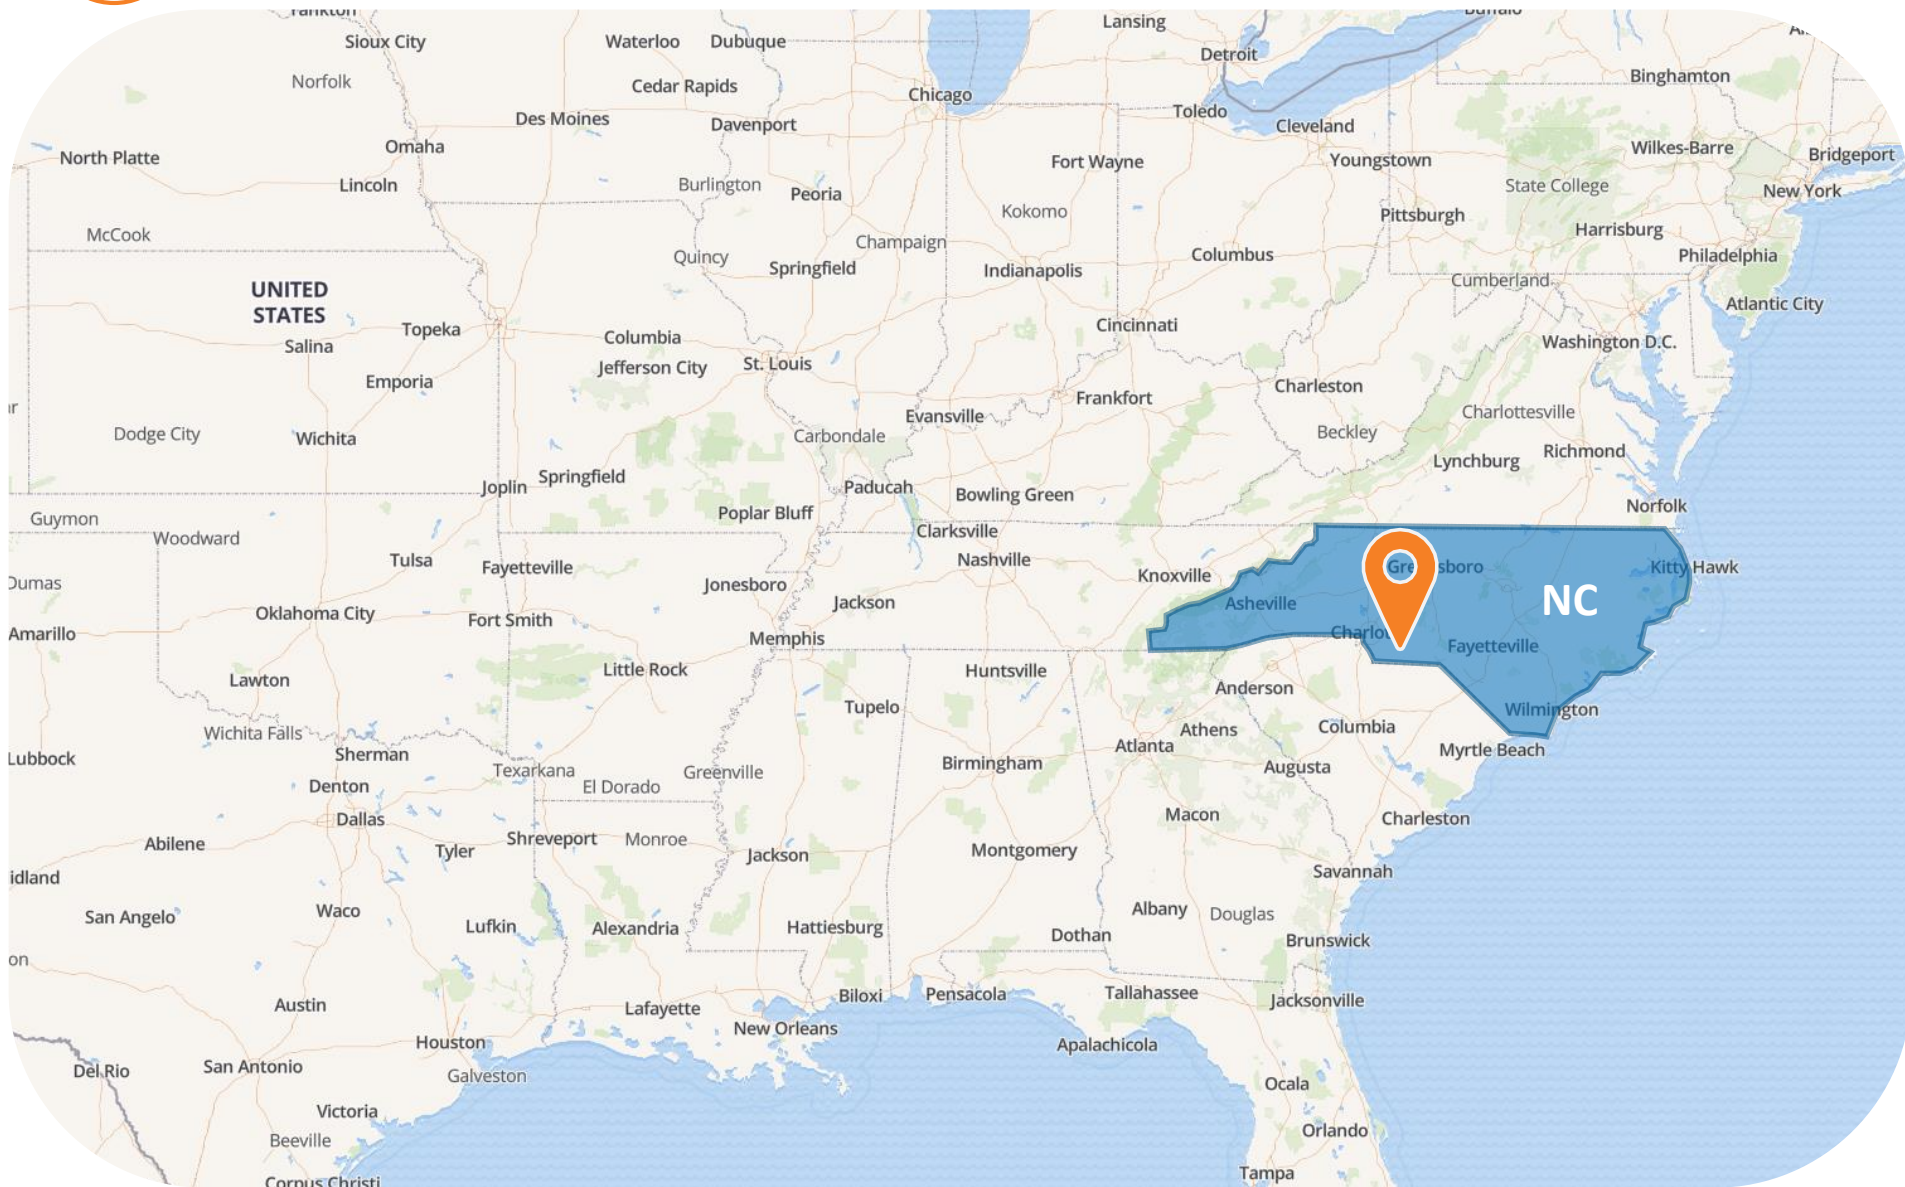 Yankton
Buffalo
Lansing
Sioux City
Waterloo
Dubuque
Detroit
Norfolk
Cedar Rapids
Chicago
Binghamton
Des Moines
Davenport
Toledo
Cleveland
North Platte
Omaha
Fort Wayne
Youngstown
Wilkes-Barre
Bridgeport
Lincoln
Burlington
Peoria
State College
New York
McCook
Kokomo
Pittsburgh
Harrisburg
Quincy
Champaign
Springfield
Indianapolis
Columbus
Philadelphia
UNITED
STATES
Cumberland
Atlantic City
Topeka
Salina
Columbia
Cincinnati
Washington D.C.
Emporia
Jefferson City
St. Louis
Frankfort
Charleston
Dodge City
Wichita
Evansville
Carbondale
Beckley
Charlottesville
Richmond
Joplin
Springfield
Paducah
Bowling Green
Lynchburg
Guymon
Woodward
Poplar Bluff
Clarksville
Norfolk
Dumas
Tulsa
Fayetteville
Jonesboro
Nashville
Knoxville
Greensboro
Kitty Hawk
Amarillo
Oklahoma City
Fort Smith
Jackson
Asheville
NC
Memphis
Charlot
Fayetteville
Lawton
Little Rock
Huntsville
Anderson
Wichita Falls
Tupelo
Athens
Columbia
Wilmington
Lubbock
Sherman
Texarkana
El Dorado
Greenville
Birmingham
Atlanta
Augusta
Myrtle Beach
Denton
Dallas
Macon
Charleston
Abilene
Tyler
Shreveport
Monroe
Jackson
Montgomery
Savannah
idland
San Angelo
Waco
Lufkin
Alexandria
Hattiesburg
Dothan
Albany
Douglas
Brunswick
on
Austin
Lafayette
Biloxi
Pensacola
Tallahassee
Jacksonville
Houston
New Orleans
Apalachicola
Del Rio
San Antonio
Galveston
Ocala
Victoria
Beeville
Orlando
Corpus Christi
Tampa